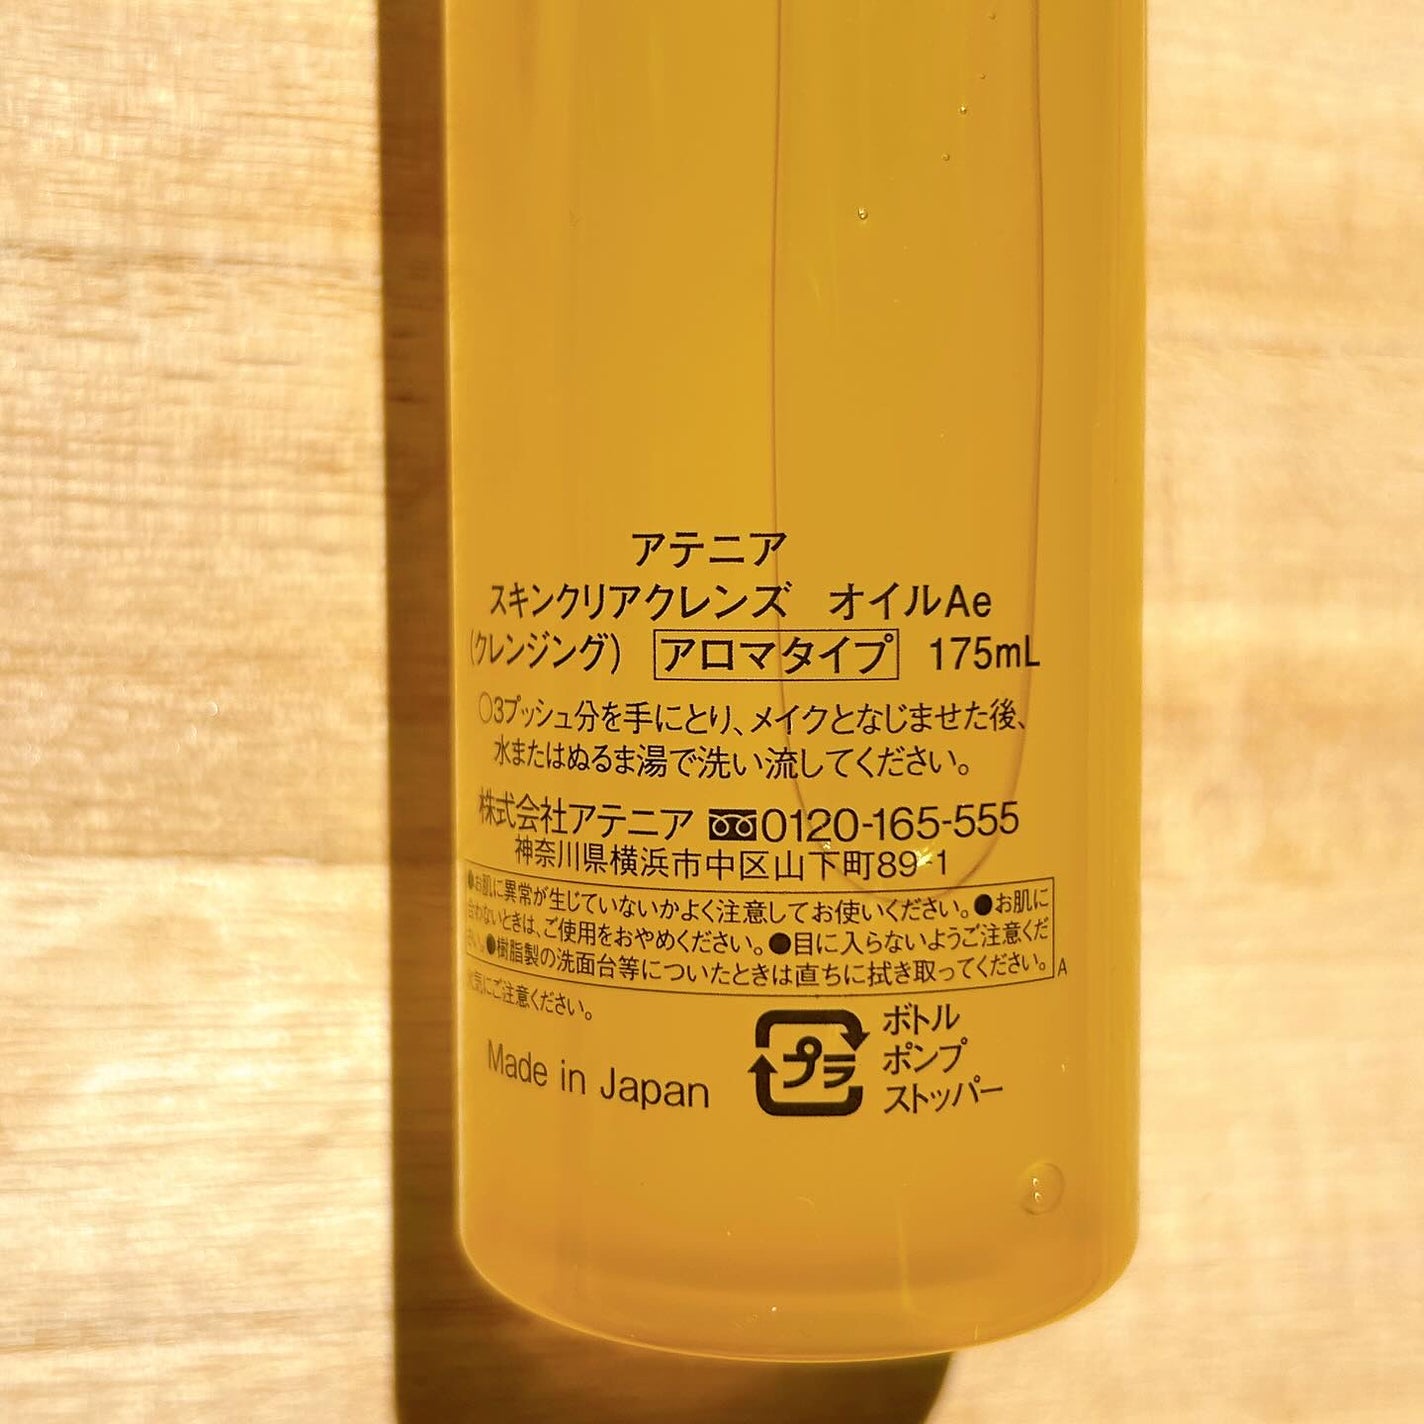 アテニア
スキンクリアクレンズ オイルAe
(クレンジング) アロマタイプ 175mL
○3プッシュ分を手にとり、メイクとなじませた後、
水またはぬるま湯で洗い流してください。
株式会社アテニア 0120-165-555
神奈川県横浜市中区山下町89-1
●お肌に異常が生じていないかよく注意してお使いください。●お肌に
合わないときは、ご使用をおやめください。●目に入らないようご注意くだ
さい。●樹脂製の洗面台等についたときは直ちに拭き取ってください。 A
火気にご注意ください。
Made in Japan
プラ
ボトル
ポンプ
ストッパー